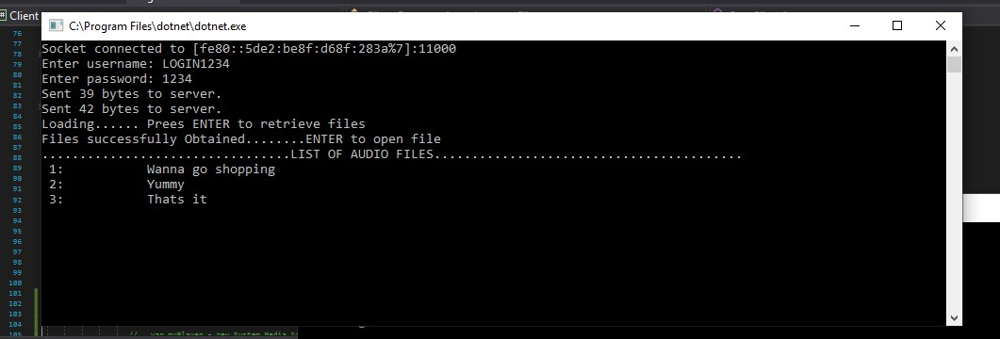 Client
C:\Program Files\dotnet\dotnet.exe
Socket connected to [fe80::5de2:be8f:d68f:283a%7]:11000
Enter username: LOGIN1234
Enter password: 1234
Sent 39 bytes to server.
Sent 42 bytes to server.
Loading...... Prees ENTER to retrieve files
Files successfully Obtained........ENTER to open file
.................................LIST OF AUDIO FILES.........................................
1: Wanna go shopping
2: Yummy
3: Thats it
76
77
78
79
80
81
82
83
84
85
86
87
88
89
90
91
92
93
94
95
96
97
98
99
100
101
102
103
104
105